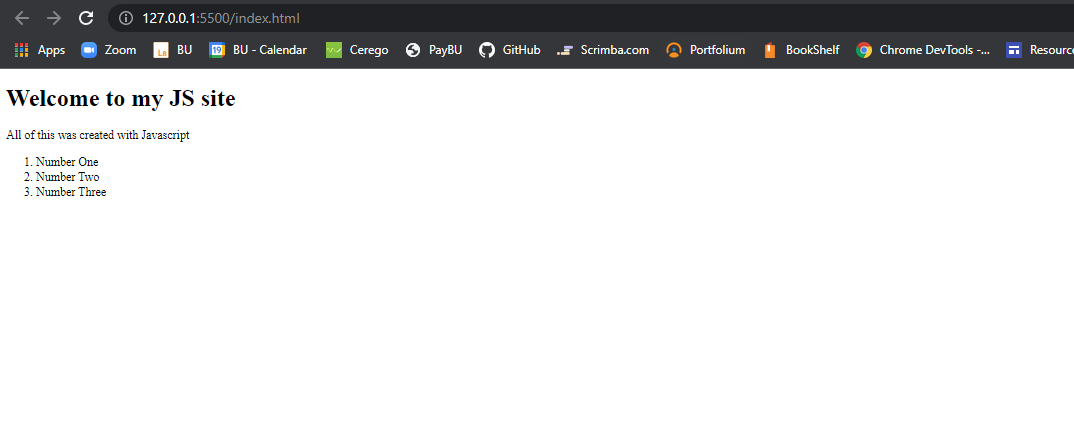 127.0.0.1:5500/index.html
Apps Zoom LB BU 19 BU - Calendar Cerego PayBU GitHub Scrimba.com Portfolium BookShelf Chrome DevTools -... Resourc
Welcome to my JS site
All of this was created with Javascript
1. Number One
2. Number Two
3. Number Three